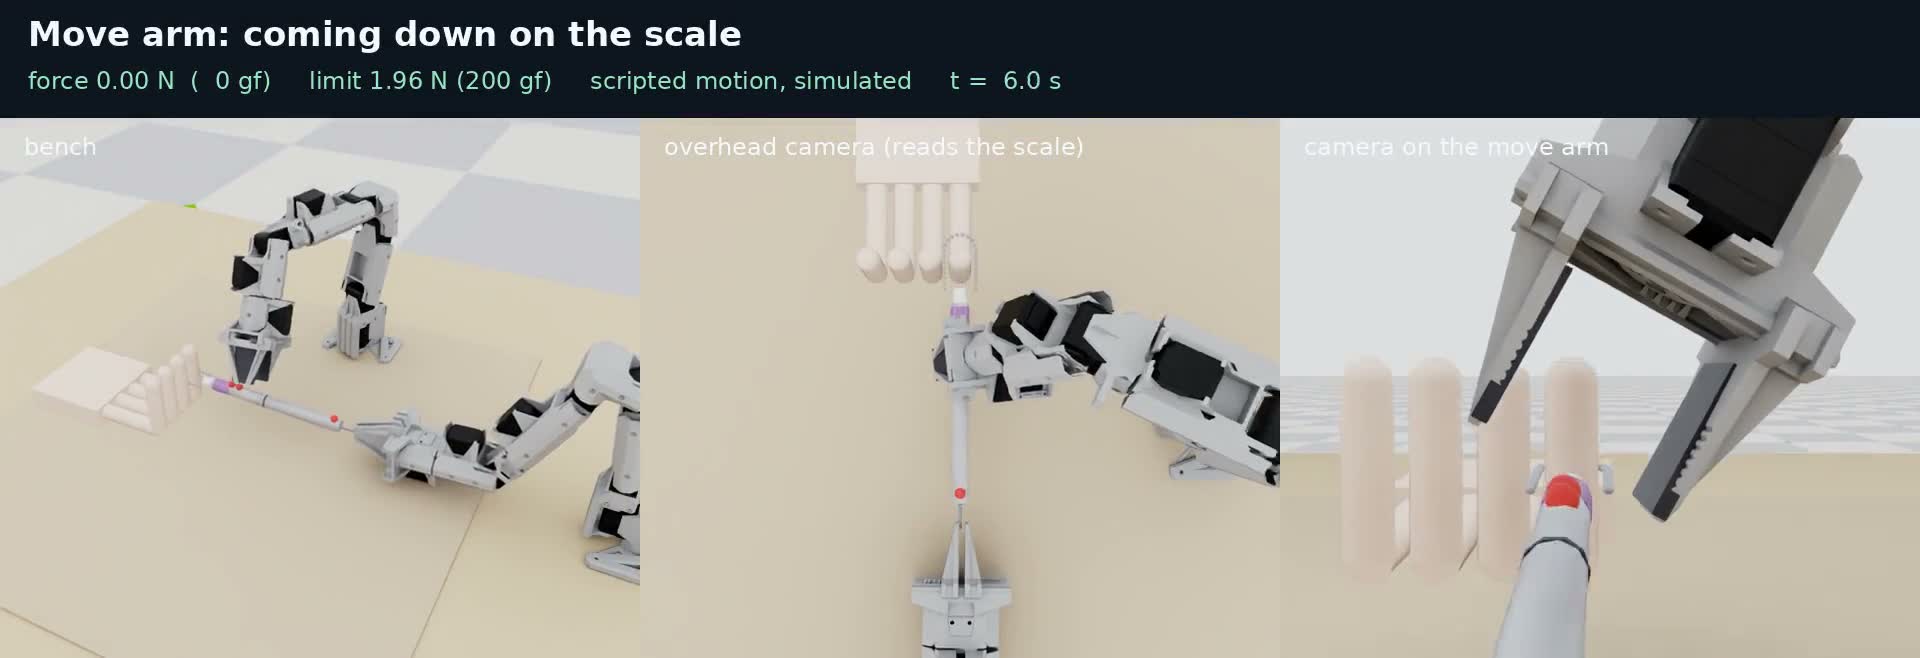 Move arm: coming down on the scale
force 0.00 N  (  0 gf)     limit 1.96 N (200 gf)     scripted motion, simulated     t =  6.0 s
bench
overhead camera (reads the scale)
camera on the move arm